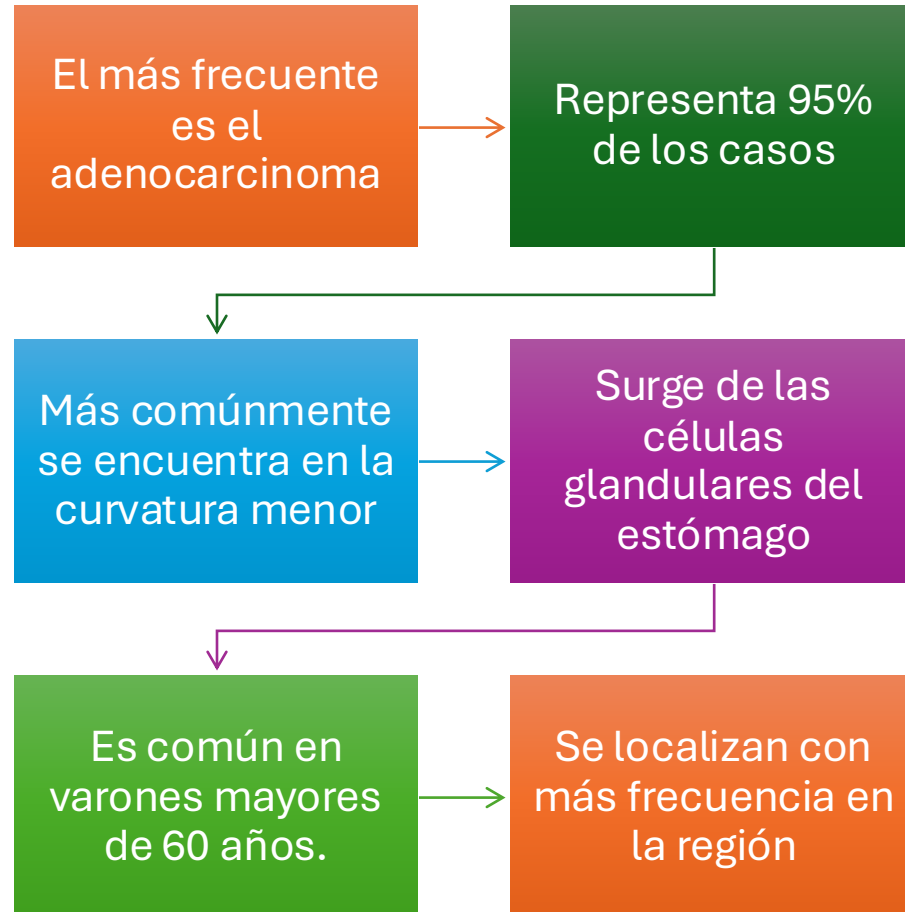 El más frecuente
es el
adenocarcinoma
Representa 95%
de los casos
Más comúnmente
se encuentra en la
curvatura menor
Surge de las
células
glandulares del
estómago
Es común en
varones mayores
de 60 años.
Se localizan con
más frecuencia en
la región